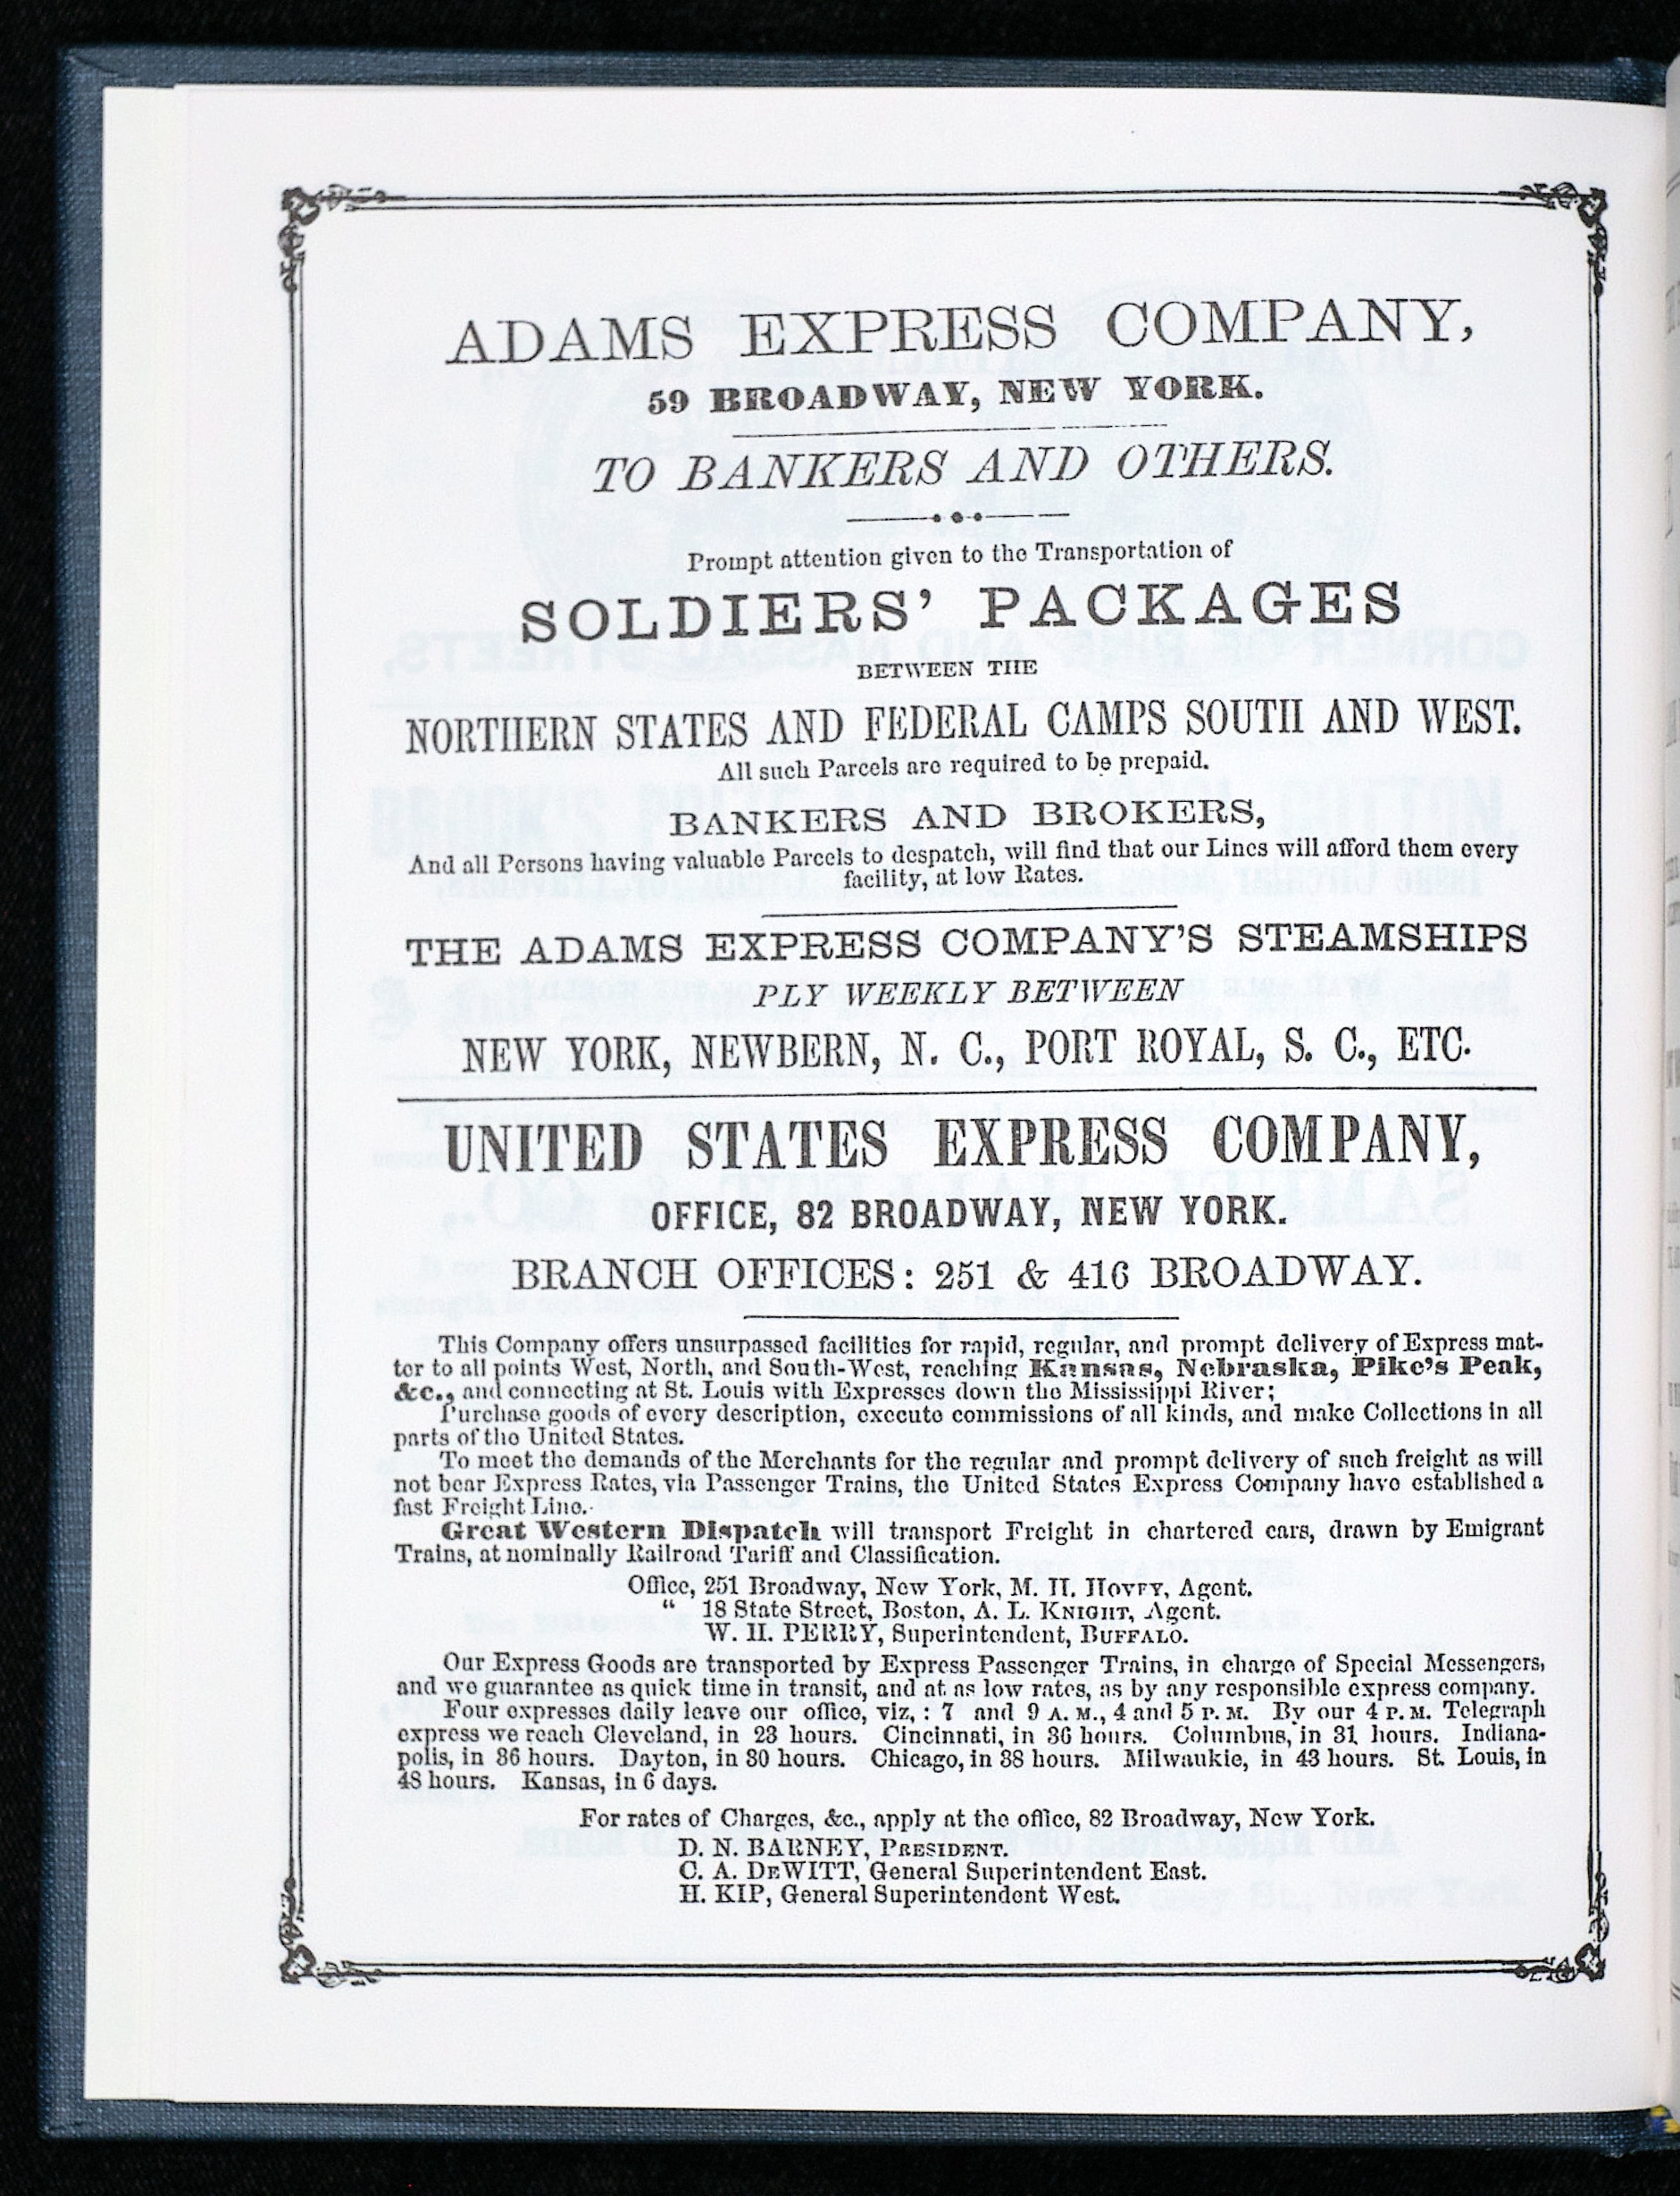 ADAMS EXPRESS COMPANY,
59 BROADWAY, NEW YORK.
TO BANKERS AND OTHERS.
Prompt attention given to the Transportation of
SOLDIERS' PACKAGES
BETWEEN THE
NORTHERN STATES AND FEDERAL CAMPS SOUTH AND WEST.
All such Parcels are required to be prepaid.
BANKERS AND BROKERS,
And all Persons having valuable Parcels to despatch, will find that our Lines will afford them every
facility, at low Rates.
THE ADAMS EXPRESS COMPANY'S STEAMSHIPS
PLY WEEKLY BETWEEN
NEW YORK, NEWBERN, N. C., PORT ROYAL, S. C., ETC.
UNITED STATES EXPRESS COMPANY,
OFFICE, 82 BROADWAY, NEW YORK.
BRANCH OFFICES: 251 & 416 BROADWAY.
This Company offers unsurpassed facilities for rapid, regular, and prompt delivery of Express mat-
ter to all points West, North, and South-West, reaching Kansas, Nebraska, Pike's Peak,
&c., and connecting at St. Louis with Expresses down the Mississippi River;
Purchase goods of every description, execute commissions of all kinds, and make Collections in all
parts of the United States.
To meet the demands of the Merchants for the regular and prompt delivery of such freight as will
not bear Express Rates, via Passenger Trains, the United States Express Company have established a
fast Freight Line.
Great Western Dispatch will transport Freight in chartered cars, drawn by Emigrant
Trains, at nominally Railroad Tariff and Classification.
Office, 251 Broadway, New York, M. H. HOVEY, Agent.
" 18 State Street, Boston, A. L. KNIGHT, Agent.
W. H. PERRY, Superintendent, BUFFALO.
Our Express Goods are transported by Express Passenger Trains, in charge of Special Messengers,
and we guarantee as quick time in transit, and at as low rates, as by any responsible express company.
Four expresses daily leave our office, viz, : 7 and 9 A. M., 4 and 5 P. M. By our 4 P. M. Telegraph
express we reach Cleveland, in 23 hours. Cincinnati, in 36 hours. Columbus, in 31 hours. Indiana-
polis, in 36 hours. Dayton, in 30 hours. Chicago, in 38 hours. Milwaukie, in 43 hours. St. Louis, in
48 hours. Kansas, in 6 days.
For rates of Charges, &c., apply at the office, 82 Broadway, New York.
D. N. BARNEY, PRESIDENT.
C. A. DEWITT, General Superintendent East.
H. KIP, General Superintendent West.